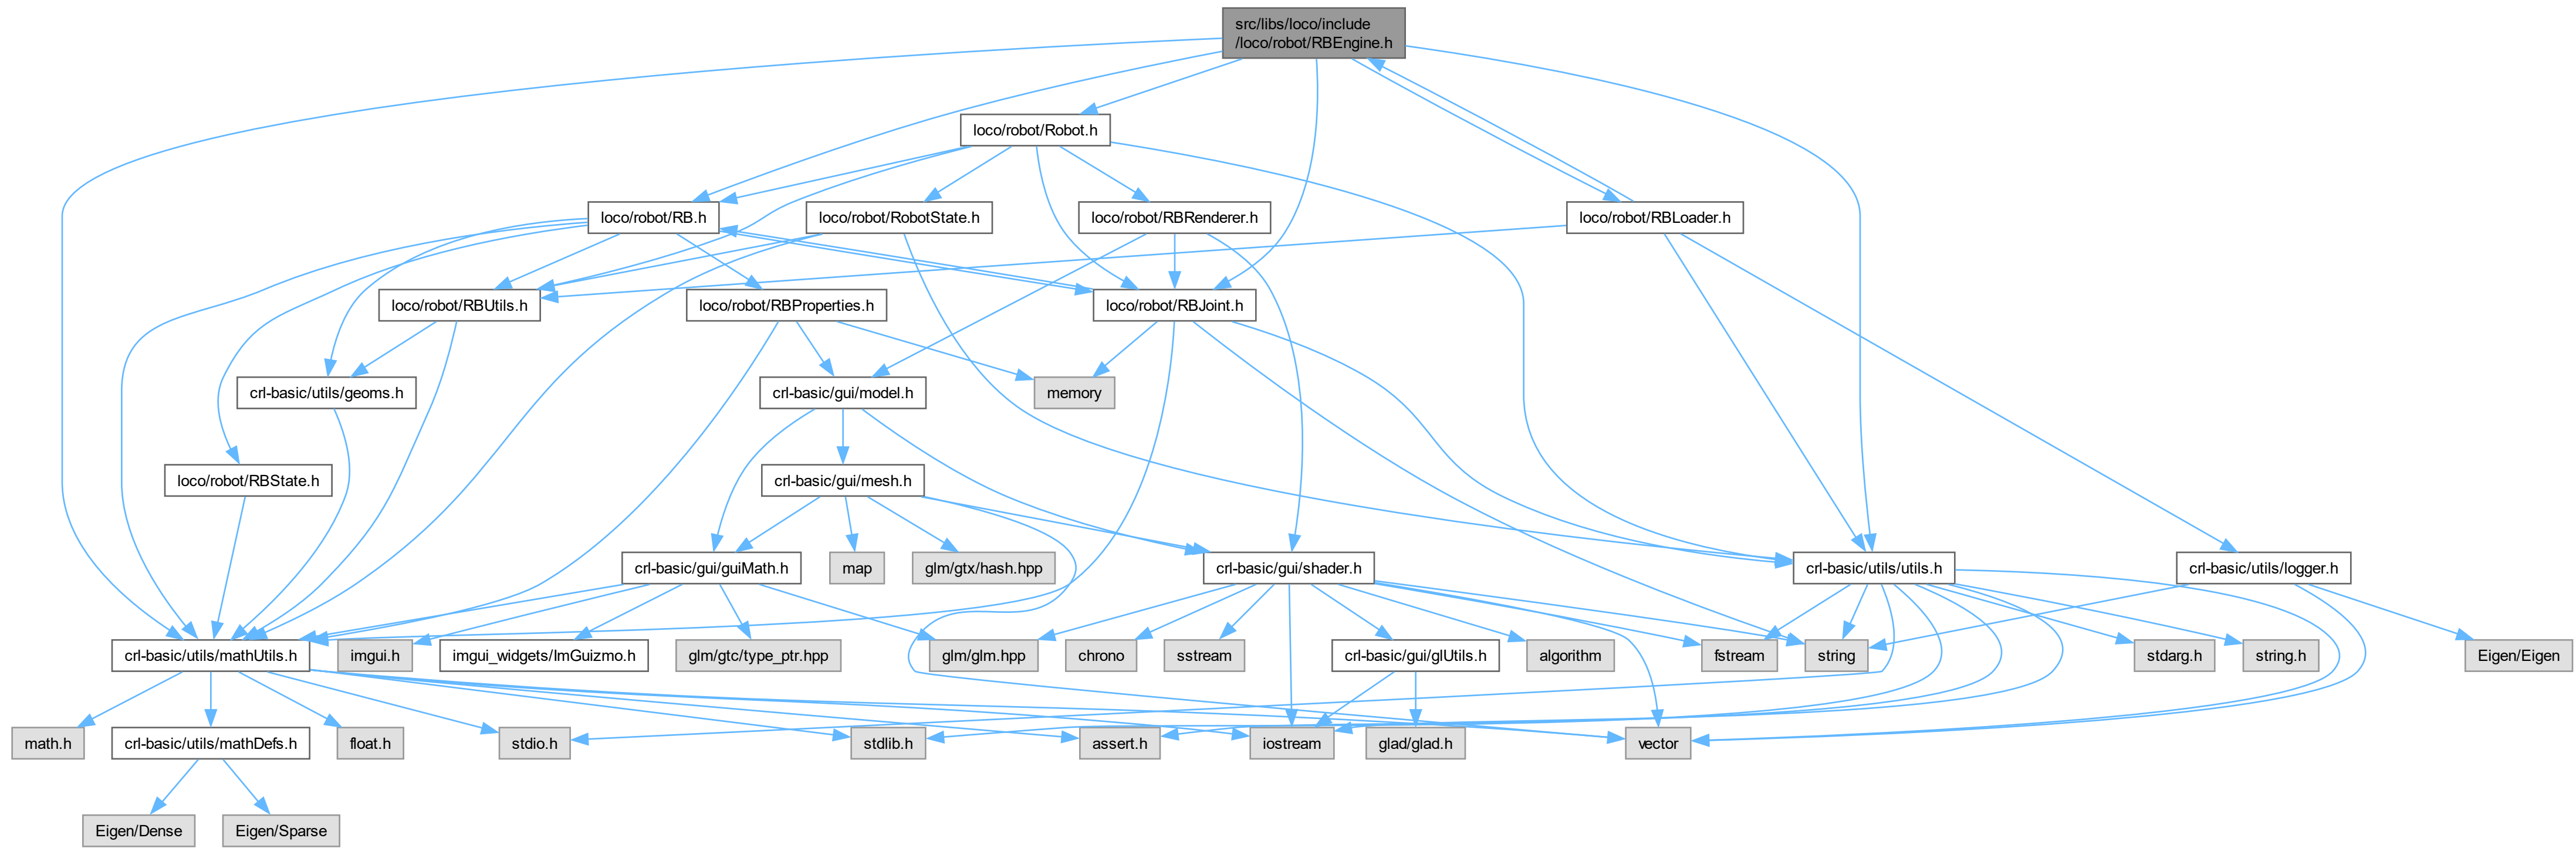 src/libs/loco/include
/loco/robot/RBEngine.h
loco/robot/Robot.h
loco/robot/RB.h
loco/robot/RobotState.h
loco/robot/RBRenderer.h
loco/robot/RBLoader.h
loco/robot/RBUtils.h
loco/robot/RBProperties.h
loco/robot/RBJoint.h
crl-basic/utils/geoms.h
crl-basic/gui/model.h
memory
loco/robot/RBState.h
crl-basic/gui/mesh.h
crl-basic/gui/guiMath.h
map
glm/gtx/hash.hpp
crl-basic/gui/shader.h
crl-basic/utils/utils.h
crl-basic/utils/logger.h
crl-basic/utils/mathUtils.h
imgui.h
imgui_widgets/ImGuizmo.h
glm/gtc/type_ptr.hpp
glm/glm.hpp
chrono
sstream
crl-basic/gui/glUtils.h
algorithm
fstream
string
stdarg.h
string.h
Eigen/Eigen
math.h
crl-basic/utils/mathDefs.h
float.h
stdio.h
stdlib.h
assert.h
iostream
glad/glad.h
vector
Eigen/Dense
Eigen/Sparse